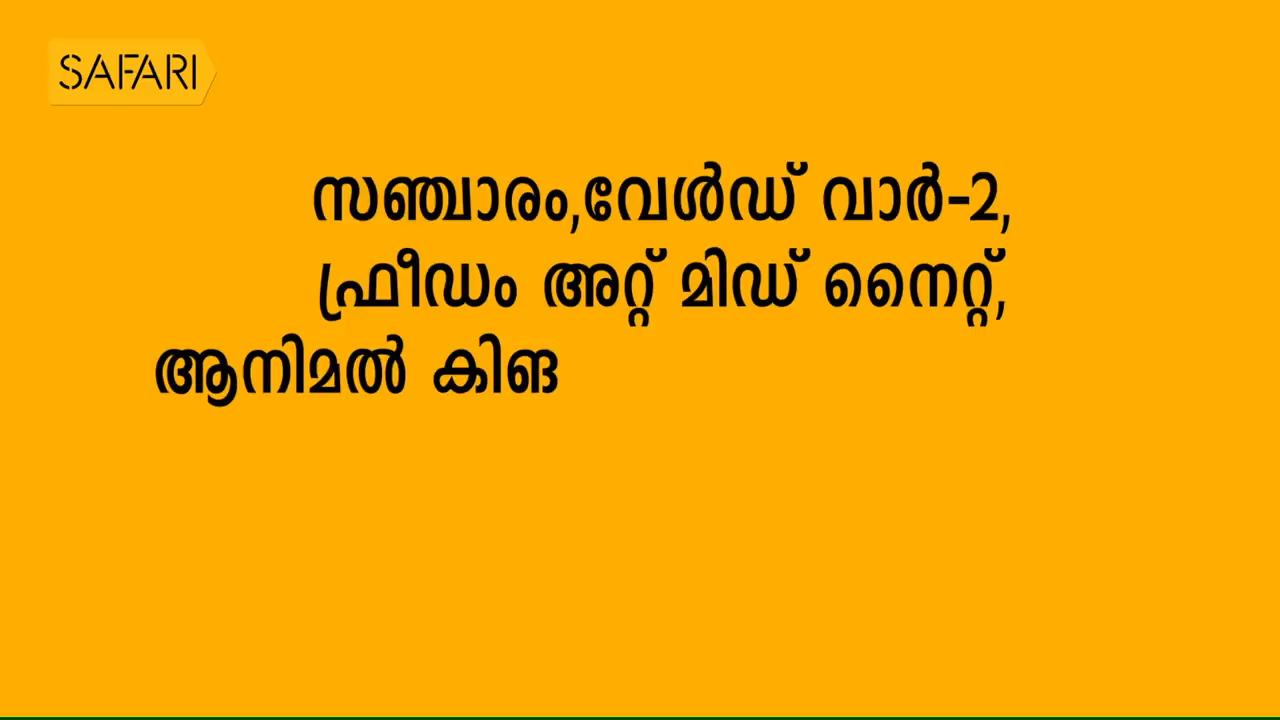 SAFARI
സഞ്ചാരം,വേൾഡ് വാർ-2,
ഫ്രീഡം അറ്റ് മിഡ് നൈറ്റ്,
ആനിമൽ കിങ